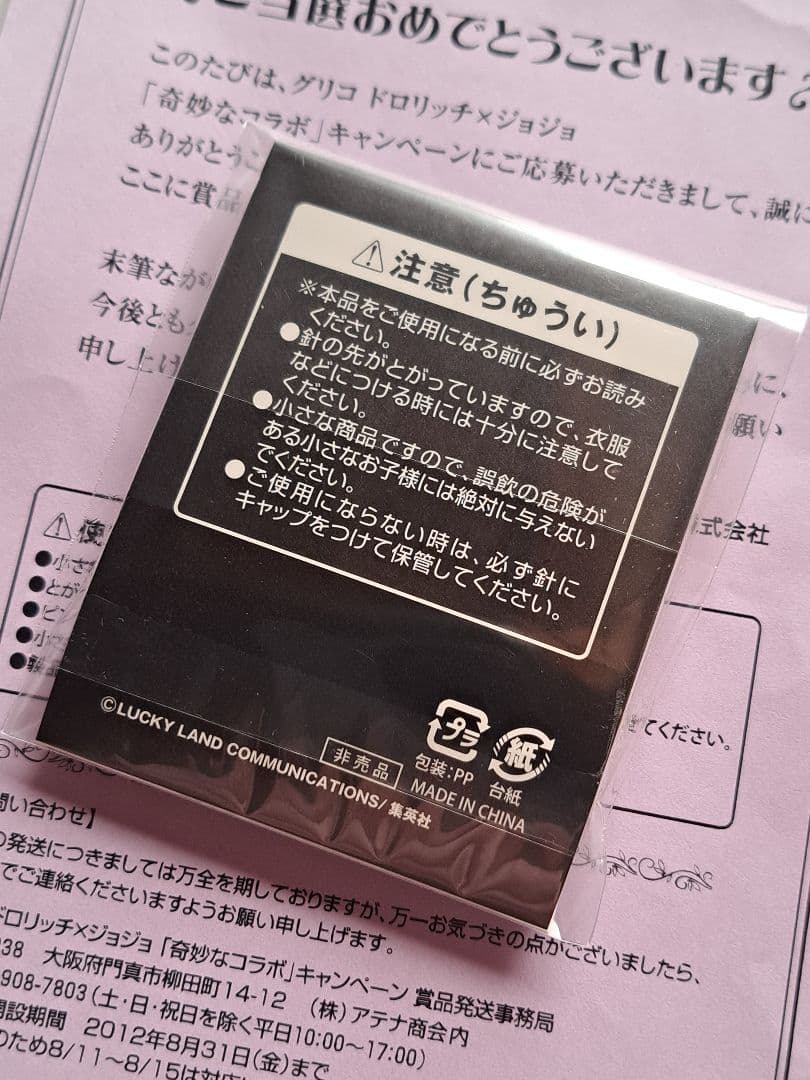 ご当選おめでとうございます
このたびは、グリコ ドロリッチ×ジョジョ
「奇妙なコラボ」キャンペーンにご応募いただきまして、誠に
ありがとうご
ここに賞品
末筆なが
今後とも
申し上げ
に、
願い
株式会社
注意(ちゅうい)
※本品をご使用になる前に必ずお読み
ください。
●針の先がとがっていますので、衣服
などにつける時には十分に注意して
ください。
●小さな商品ですので、誤飲の危険が
ある小さなお子様には絶対に与えない
でください。
●ご使用にならない時は、必ず針に
キャップをつけて保管してください。
©LUCKY LAND COMMUNICATIONS/集英社
非売品
プラ
包装:PP
紙
台紙
MADE IN CHINA
使
●小さ
●とが
●ピン
●小
●
てください。
問い合わせ】
の発送につきましては万全を期しておりますが、万一お気づきの点がございましたら、
でご連絡くださいますようお願い申し上げます。
ドロリッチ×ジョジョ「奇妙なコラボ」キャンペーン 賞品発送事務局
038 大阪府門真市柳田町14-12 (株)アテナ商会内
-908-7803(土・日・祝日を除く平日10:00〜17:00)
開設期間 2012年8月31日(金)まで
のため8/11〜8/15は対応